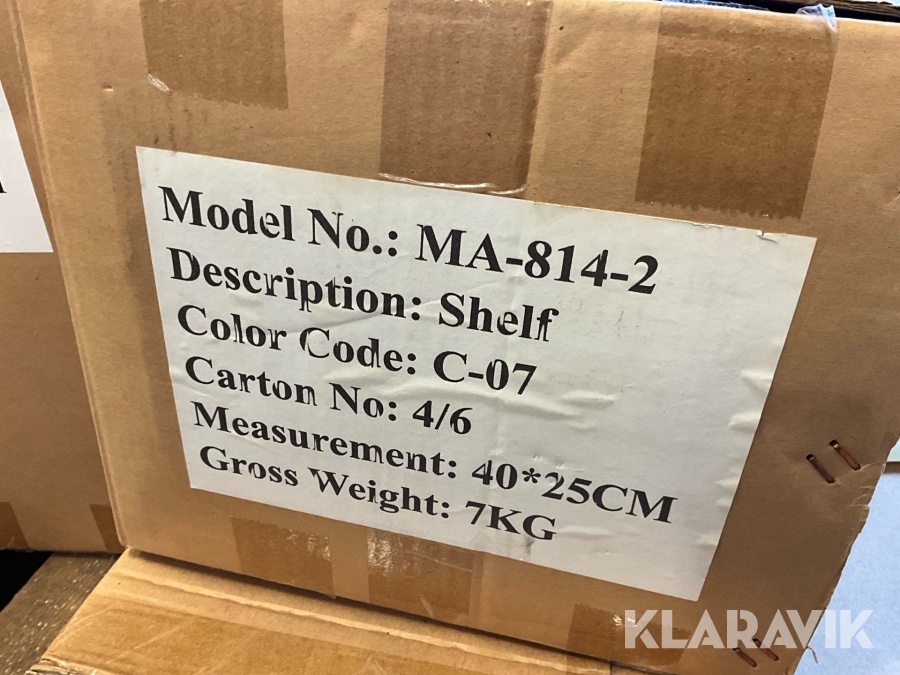 Model No.: MA-814-2
Description: Shelf
Color Code: C-07
Carton No: 4/6
Measurement: 40*25CM
Gross Weight: 7KG
KLARAVIK